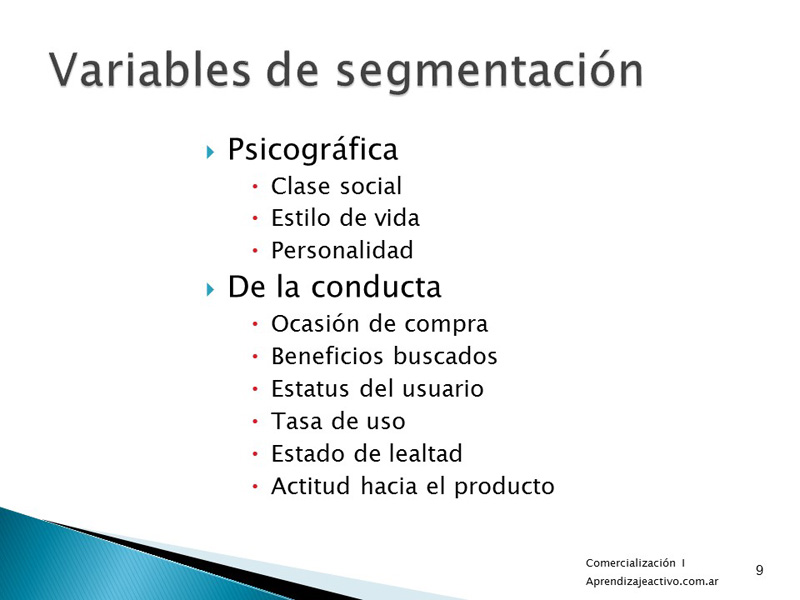 Variables de segmentación
Psicográfica
Clase social
Estilo de vida
Personalidad
De la conducta
Ocasión de compra
Beneficios buscados
Estatus del usuario
Tasa de uso
Estado de lealtad
Actitud hacia el producto
Comercialización I
Aprendizajeactivo.com.ar
9